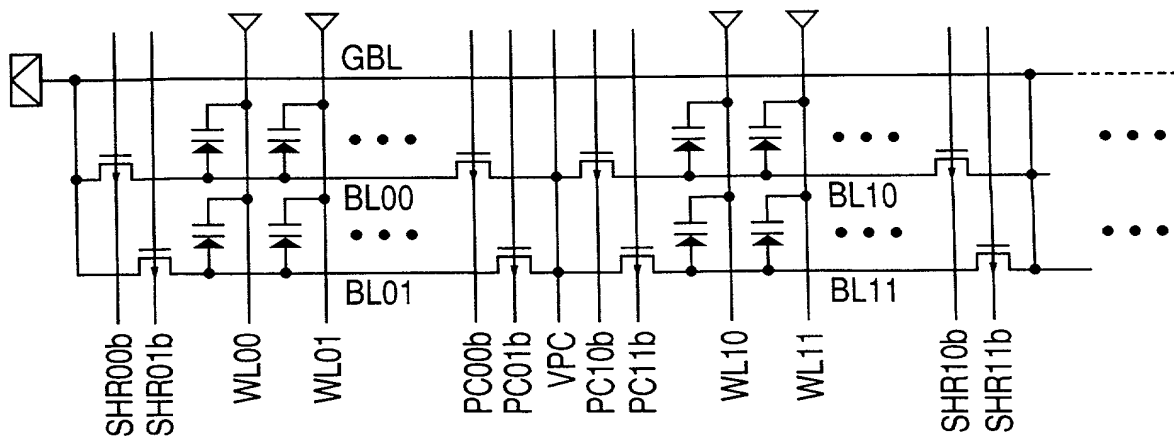 GBL
BL00
BL10
BL01
BL11
SHR00b
SHR01b
WL00
WL01
PC00b
PC01b
VPC
PC10b
PC11b
WL10
WL11
SHR10b
SHR11b